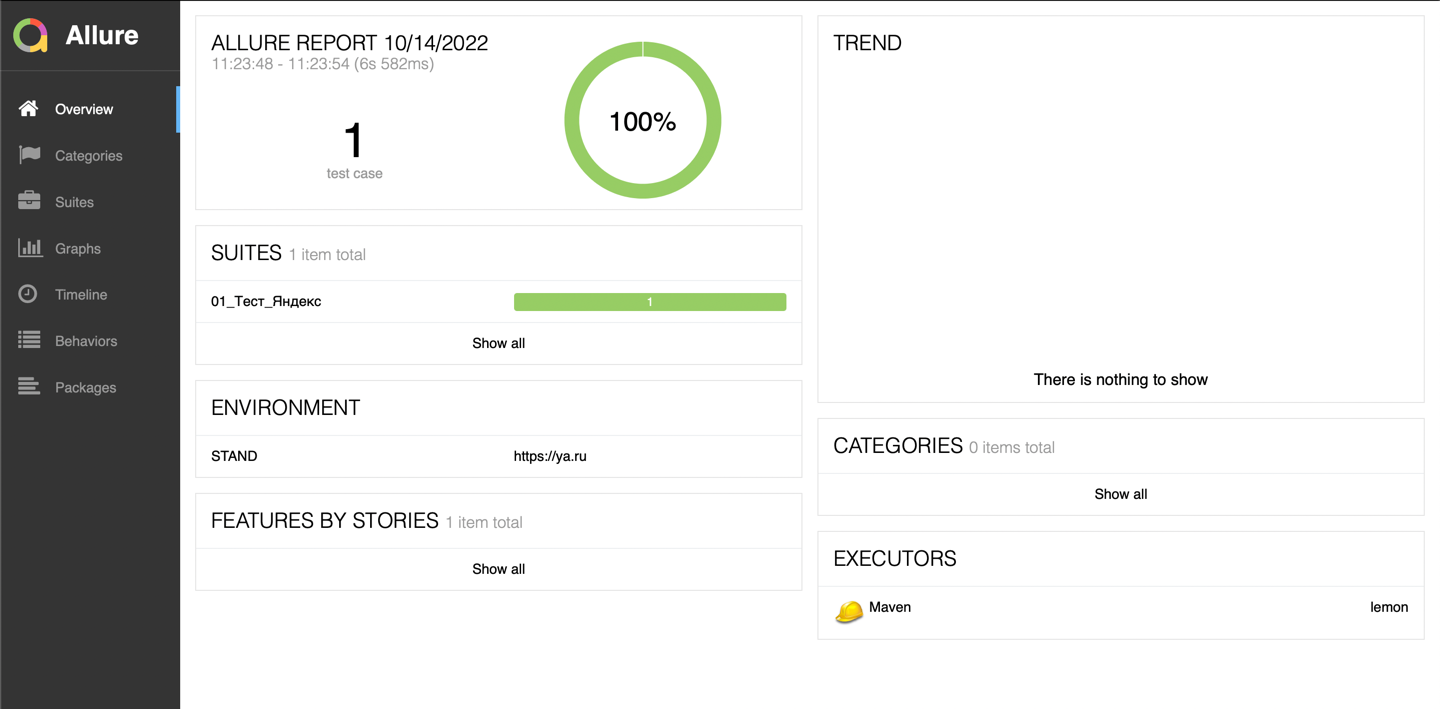 Allure
Overview
Categories
Suites
Graphs
Timeline
Behaviors
Packages
ALLURE REPORT 10/14/2022
11:23:48 - 11:23:54 (6s 582ms)
1
test case
100%
SUITES 1 item total
01_Тест_Яндекс 1
Show all
ENVIRONMENT
STAND https://ya.ru
FEATURES BY STORIES 1 item total
Show all
TREND
There is nothing to show
CATEGORIES 0 items total
Show all
EXECUTORS
Maven lemon